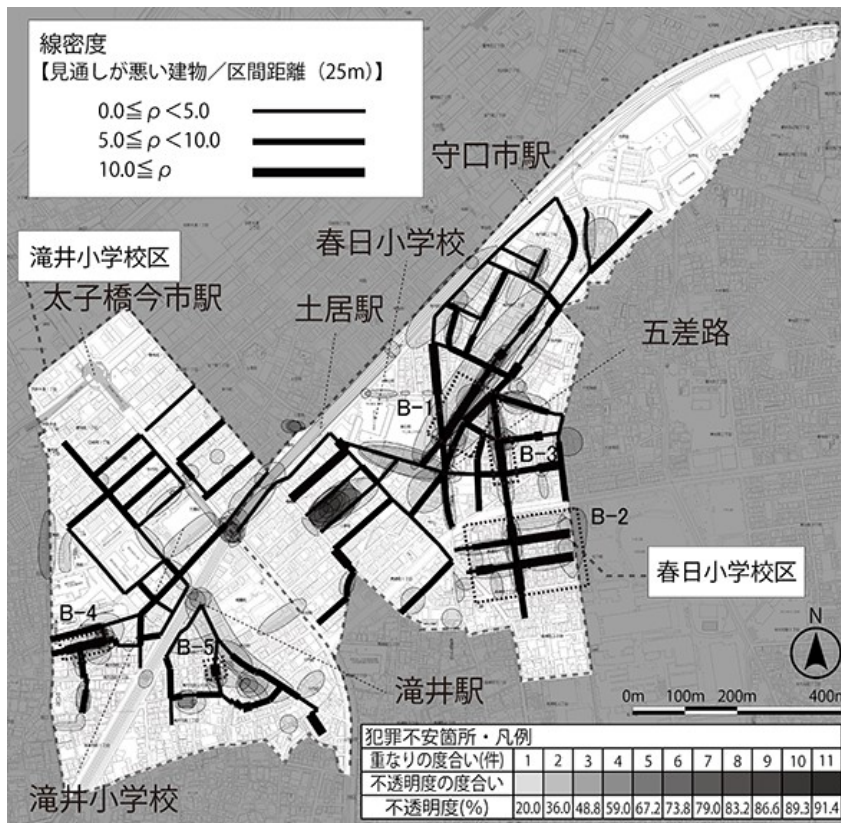 線密度
【見通しが悪い建物／区間距離（25m）】
0.0≦ρ<5.0
5.0≦ρ<10.0
10.0≦ρ
守口市駅
春日小学校
滝井小学校区
太子橋今市駅
土居駅
五差路
B-1
B-3
B-2
春日小学校区
B-4
B-5
N
滝井駅
0m 100m 200m 400m
滝井小学校
犯罪不安箇所・凡例
重なりの度合い(件) 1 2 3 4 5 6 7 8 9 10 11
不透明度の度合い
不透明度(%) 20.0 36.0 48.8 59.0 67.2 73.8 79.0 83.2 86.6 89.3 91.4